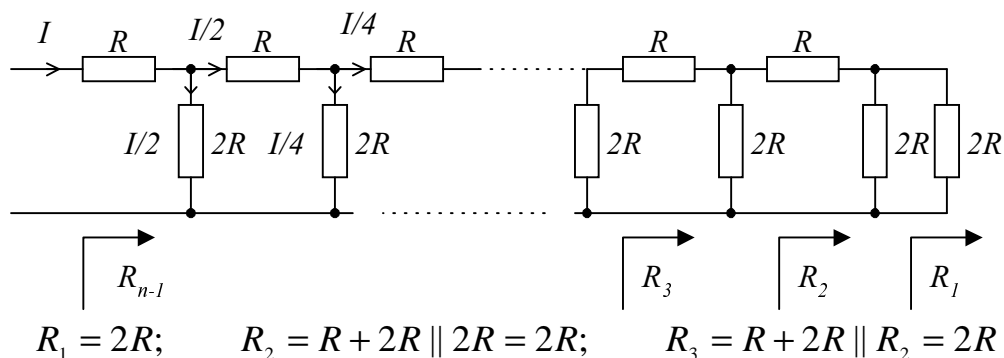 I R I/2 R I/4 R R R
I/2 2R I/4 2R 2R 2R 2R 2R
R_{n-1} R_3 R_2 R_1
R_1 = 2R; R_2 = R + 2R || 2R = 2R; R_3 = R + 2R || R_2 = 2R